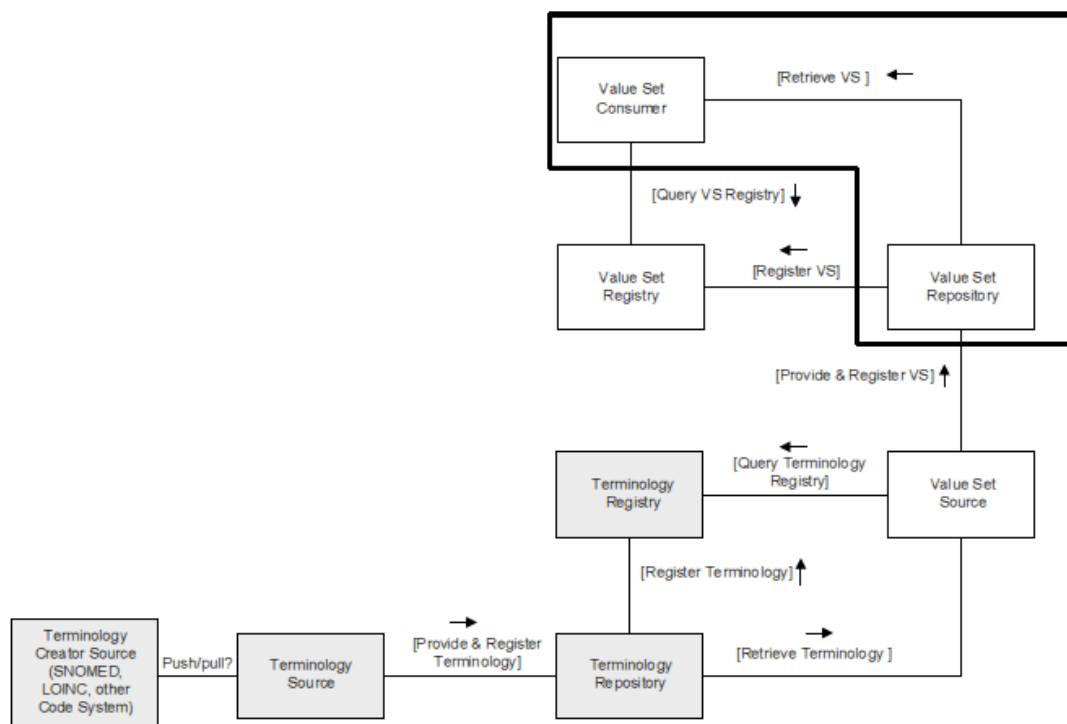 [Retrieve VS ]
Value Set
Consumer
[Query VS Registry]
Value Set
Registry
[Register VS]
Value Set
Repository
[Provide & Register VS]
Terminology
Registry
[Query Terminology
Registry]
Value Set
Source
[Register Terminology]
Terminology
Creator Source
(SNOMED,
LOINC, other
Code System)
Push/pull?
Terminology
Source
[Provide & Register
Terminology]
Terminology
Repository
[Retrieve Terminology ]